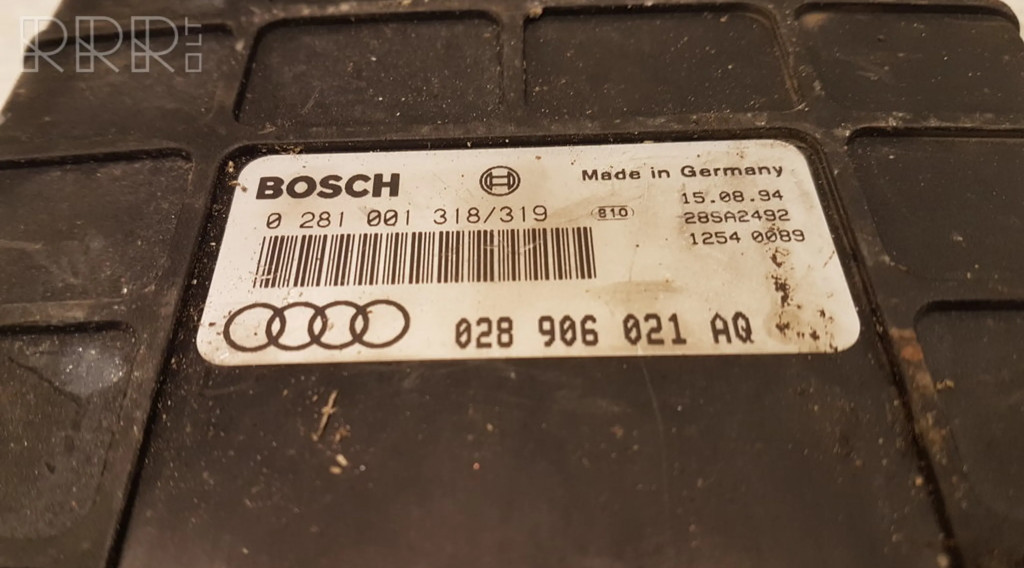 RRR.LT
BOSCH
Made in Germany
0 281 001 318/319
810
15.08.94
28SA2492
1254 0089
028 906 021 AQ